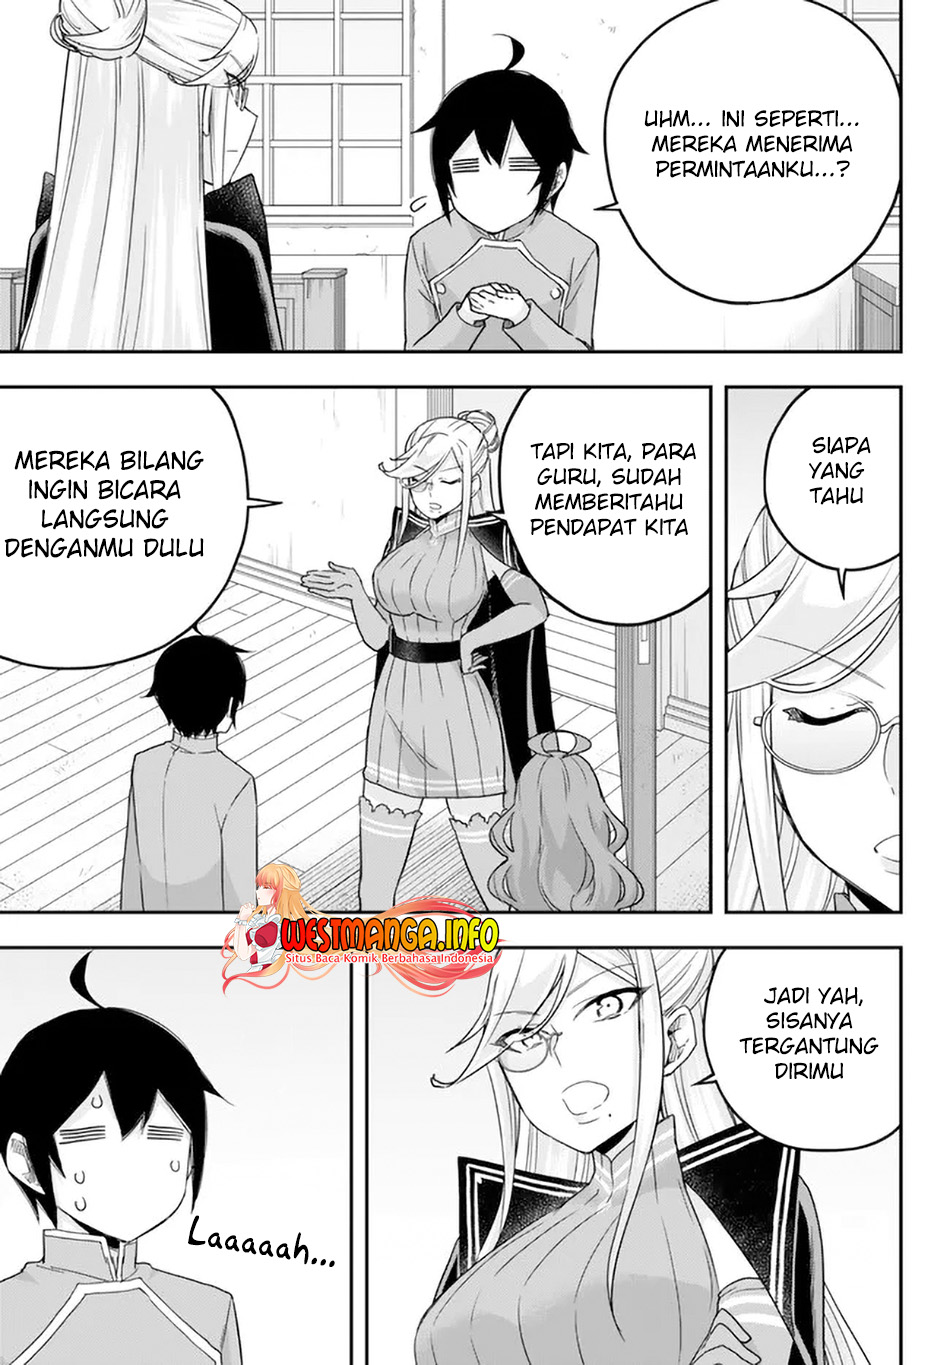 UHM... INI SEPERTI...
MEREKA MENERIMA
PERMINTAANKU...?
SIAPA
YANG
TAHU
TAPI KITA, PARA
GURU, SUDAH
MEMBERITAHU
PENDAPAT KITA
MEREKA BILANG
INGIN BICARA
LANGSUNG
DENGANMU DULU
WESTMANGA.INFO
Situs Baca Komik Berbahasa Indonesia
JADI YAH,
SISANYA
TERGANTUNG
DIRIMU
Laaaaah...